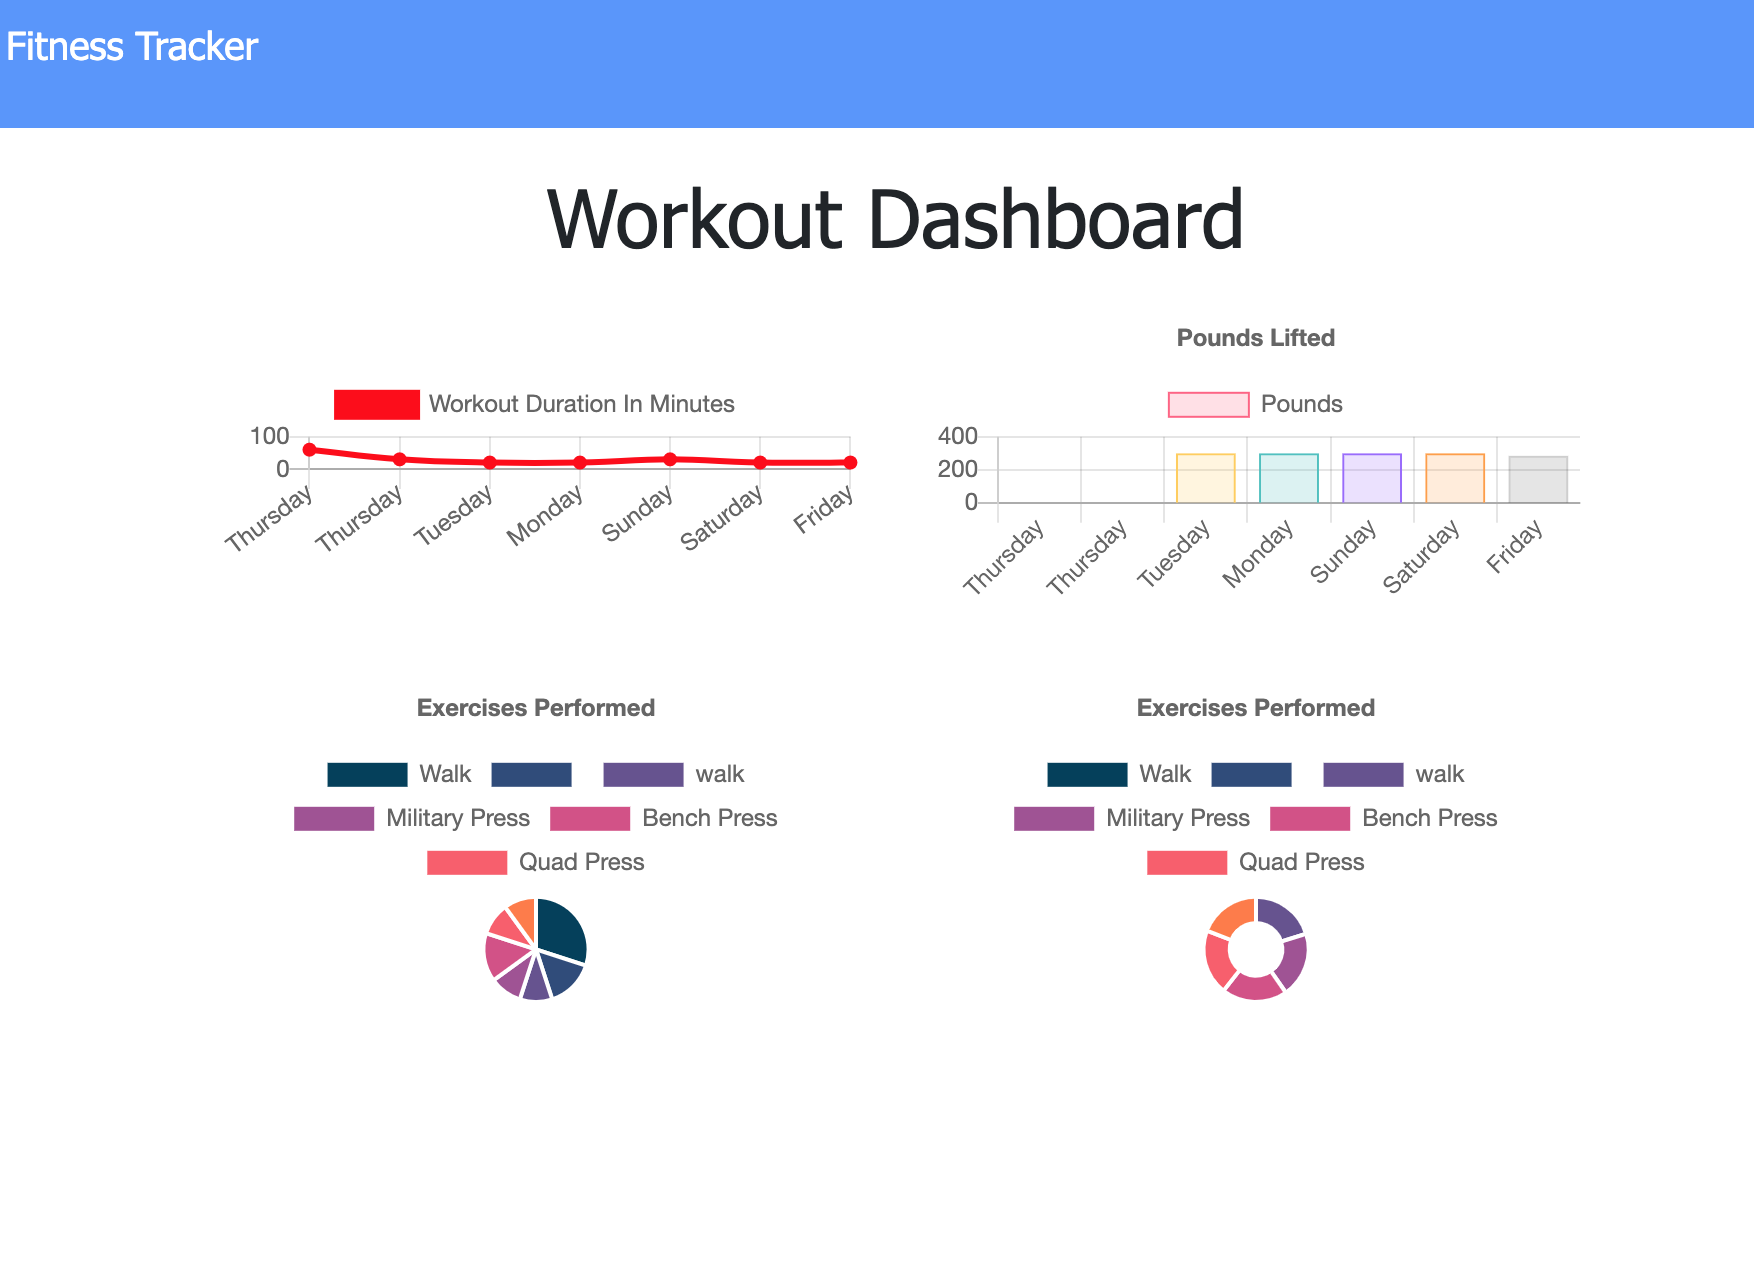 Fitness Tracker
Workout Dashboard
Workout Duration In Minutes
100
0
Thursday
Thursday
Tuesday
Monday
Sunday
Saturday
Friday
Pounds Lifted
Pounds
400
200
0
Thursday
Thursday
Tuesday
Monday
Sunday
Saturday
Friday
Exercises Performed
Walk walk
Military Press Bench Press
Quad Press
Exercises Performed
Walk walk
Military Press Bench Press
Quad Press